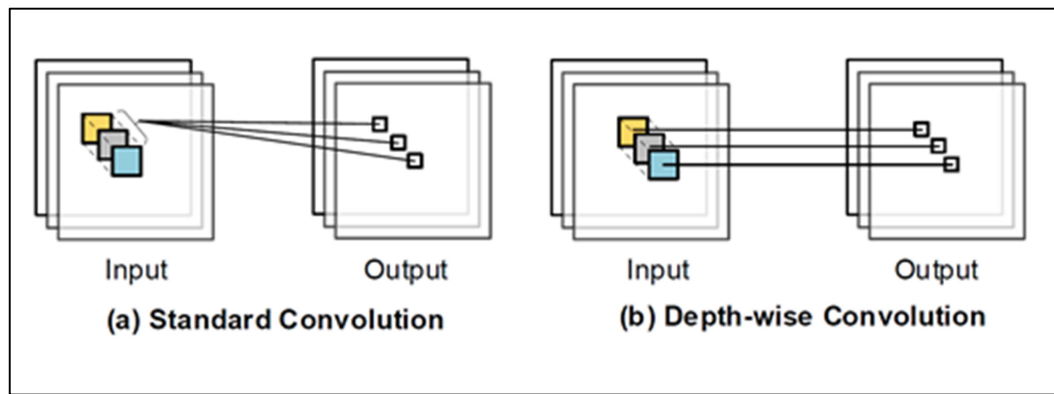 Input
Output
(a) Standard Convolution
Input
Output
(b) Depth-wise Convolution